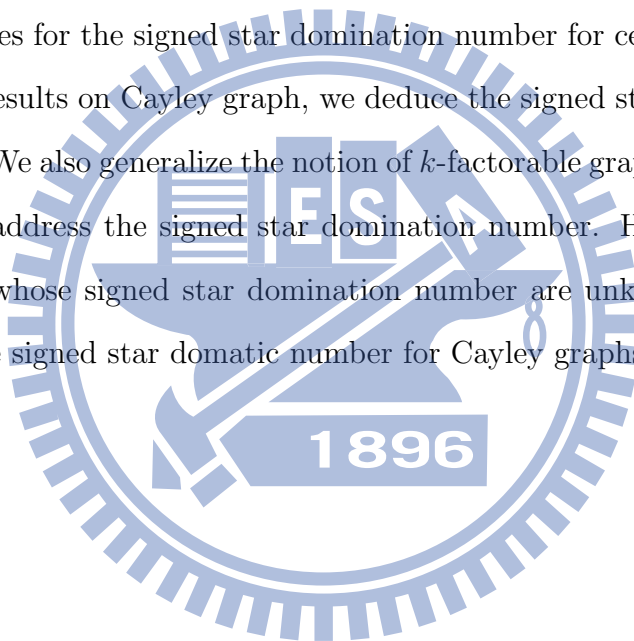 es for the signed star domination number for ce
esults on Cayley graph, we deduce the signed st
We also generalize the notion of k-factorable grap
address the signed star domination number. H
whose signed star domination number are unk
e signed star domatic number for Cayley graphs
E S A
1896